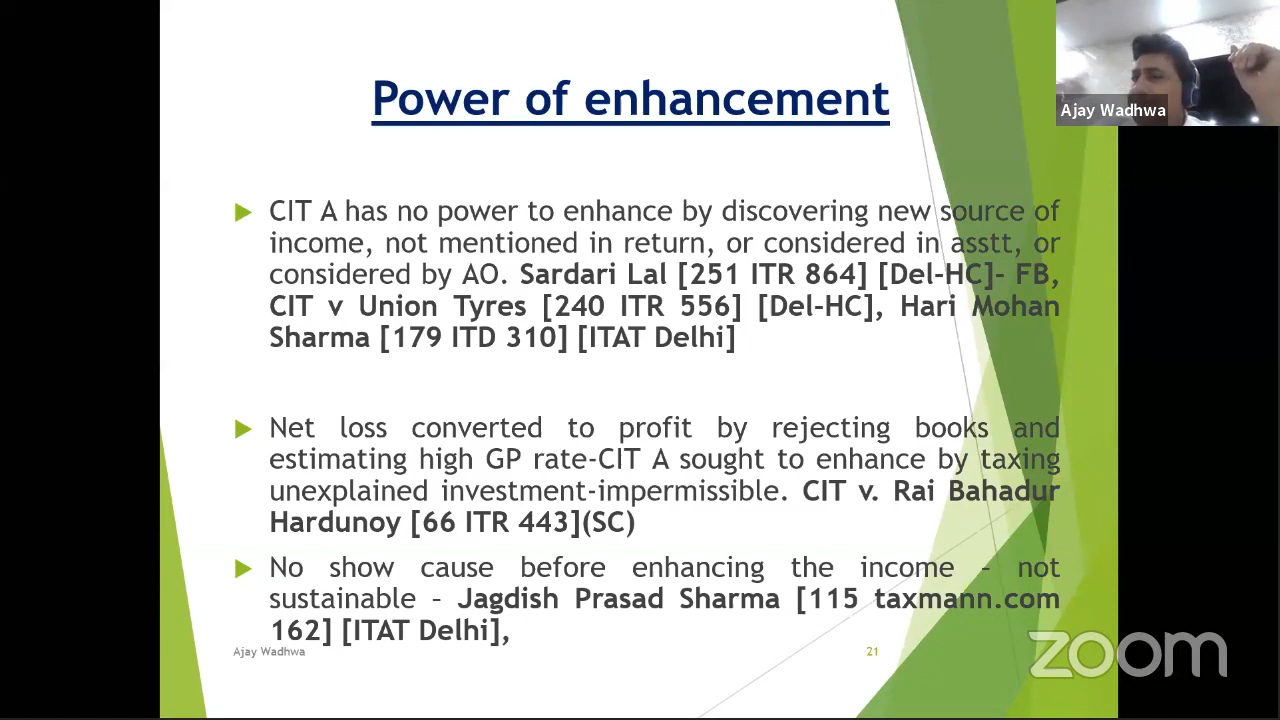 Power of enhancement
Ajay Wadhwa
CIT A has no power to enhance by discovering new source of
income, not mentioned in return, or considered in asstt, or
considered by AO. Sardari Lal [251 ITR 864] [Del-HC]- FB,
CIT v Union Tyres [240 ITR 556] [Del-HC], Hari Mohan
Sharma [179 ITD 310] [ITAT Delhi]
Net loss converted to profit by rejecting books and
estimating high GP rate-CIT A sought to enhance by taxing
unexplained investment-impermissible. CIT v. Rai Bahadur
Hardunoy [66 ITR 443](SC)
No show cause before enhancing the income - not
sustainable – Jagdish Prasad Sharma [115 taxmann.com
162] [ITAT Delhi],
Ajay Wadhwa
21
zoom